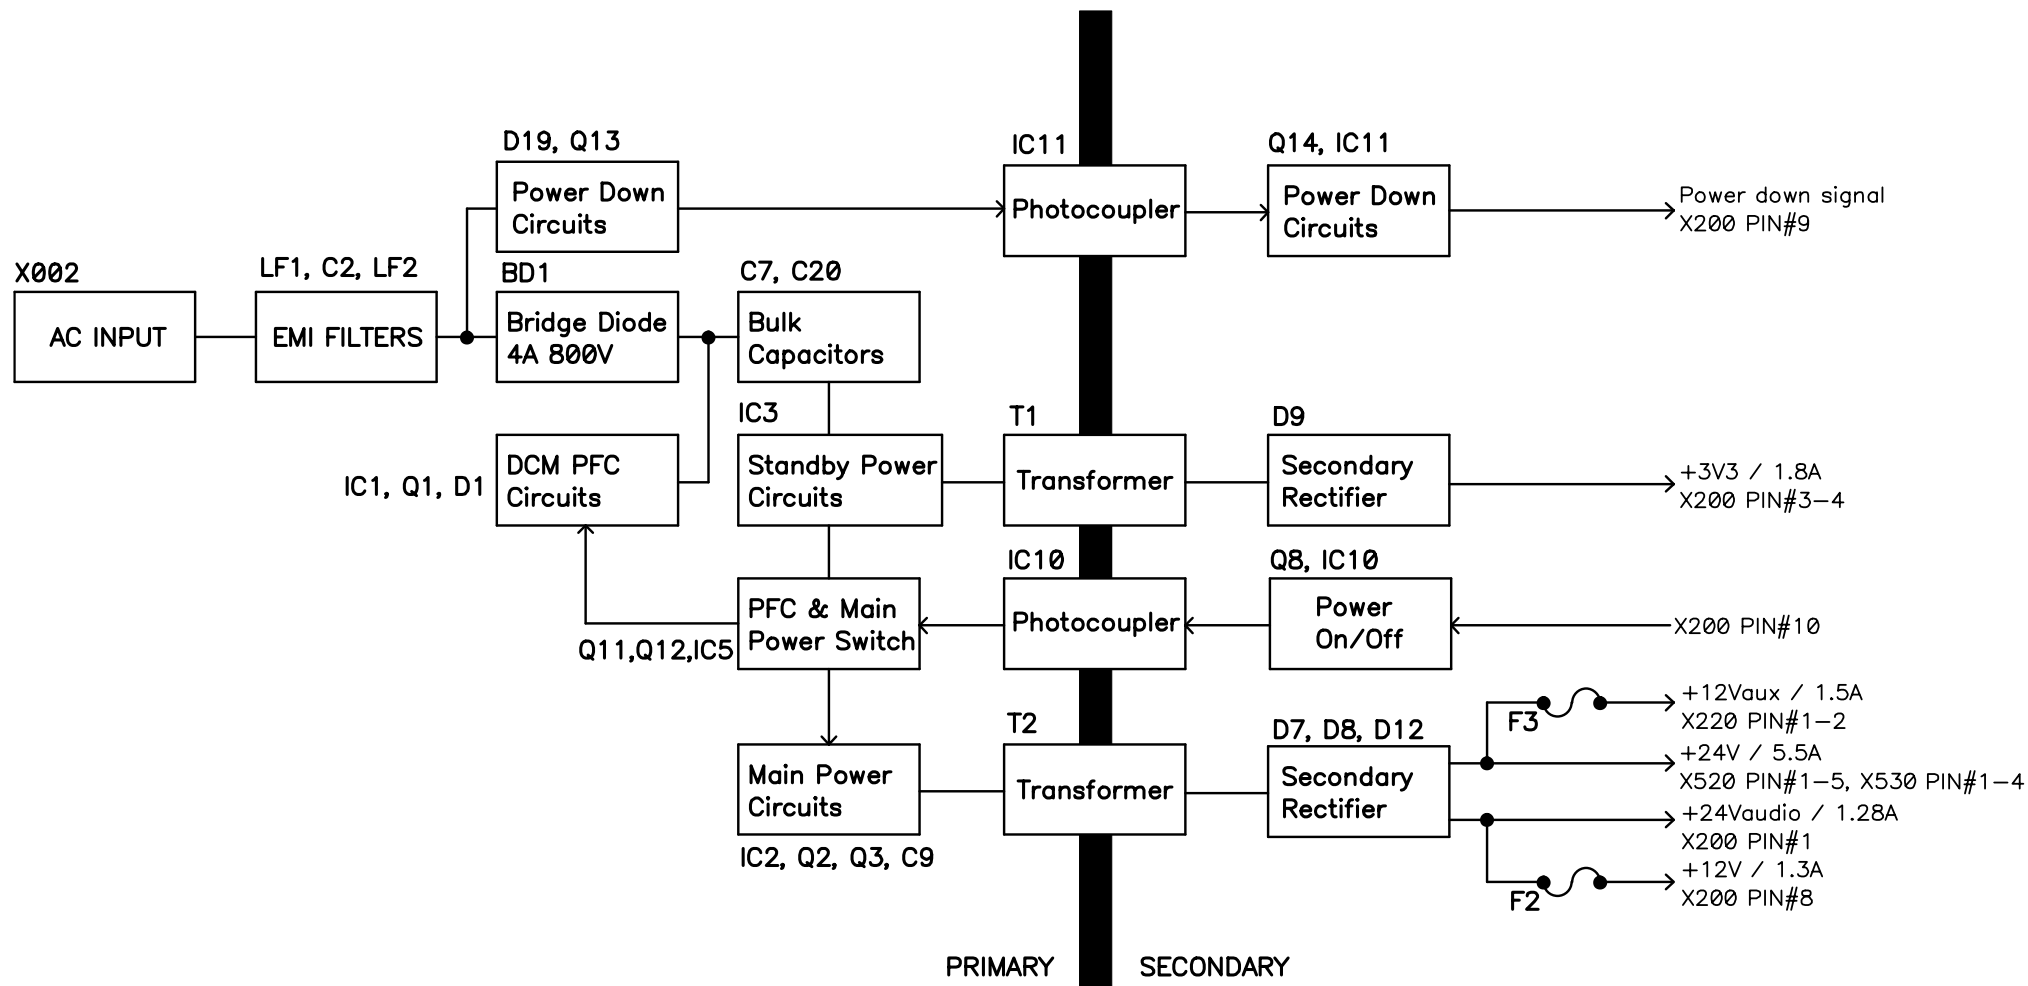 D19, Q13
Power Down
Circuits
IC11
Photocoupler
Q14, IC11
Power Down
Circuits
Power down signal
X200 PIN#9
X002
AC INPUT
LF1, C2, LF2
EMI FILTERS
BD1
Bridge Diode
4A 800V
C7, C20
Bulk
Capacitors
IC1, Q1, D1
DCM PFC
Circuits
IC3
Standby Power
Circuits
T1
Transformer
D9
Secondary
Rectifier
+3V3 / 1.8A
X200 PIN#3-4
Q11,Q12,IC5
PFC & Main
Power Switch
IC10
Photocoupler
Q8, IC10
Power
On/Off
X200 PIN#10
Main Power
Circuits
IC2, Q2, Q3, C9
T2
Transformer
D7, D8, D12
Secondary
Rectifier
F3
+12Vaux / 1.5A
X220 PIN#1-2
+24V / 5.5A
X520 PIN#1-5, X530 PIN#1-4
+24Vaudio / 1.28A
X200 PIN#1
+12V / 1.3A
X200 PIN#8
F2
PRIMARY
SECONDARY